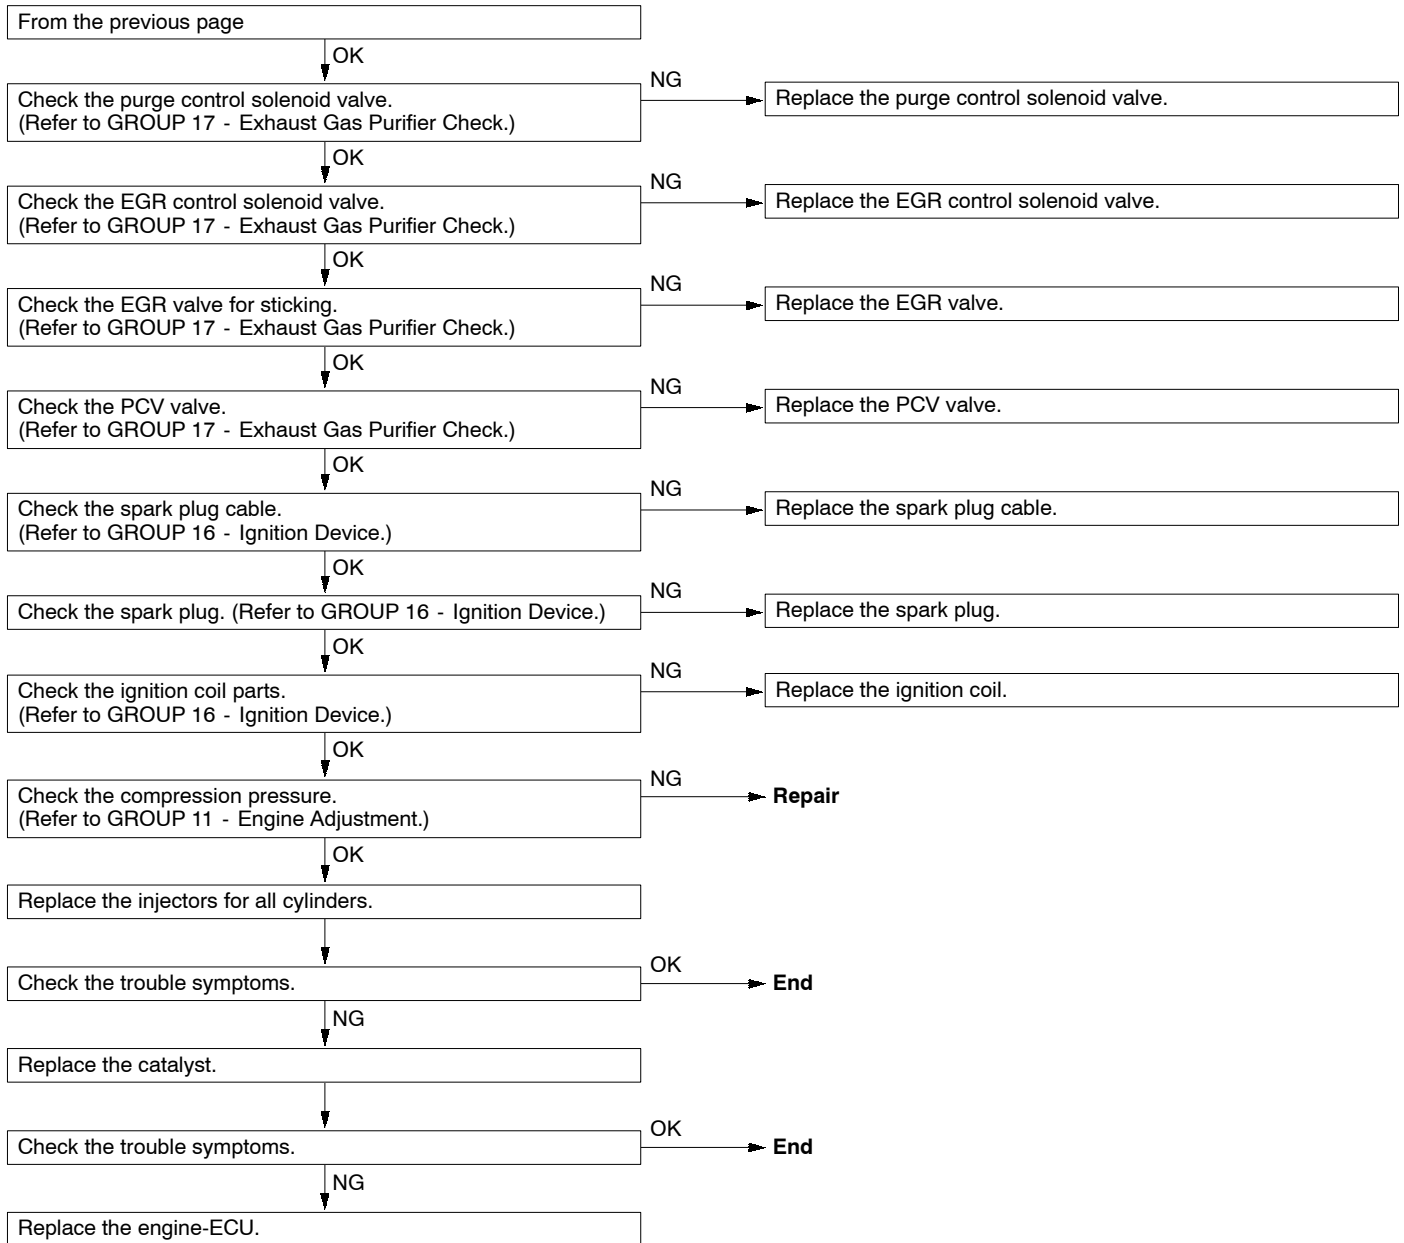 From the previous page
OK
Check the purge control solenoid valve.
(Refer to GROUP 17 - Exhaust Gas Purifier Check.)
NG
Replace the purge control solenoid valve.
OK
Check the EGR control solenoid valve.
(Refer to GROUP 17 - Exhaust Gas Purifier Check.)
NG
Replace the EGR control solenoid valve.
OK
Check the EGR valve for sticking.
(Refer to GROUP 17 - Exhaust Gas Purifier Check.)
NG
Replace the EGR valve.
OK
Check the PCV valve.
(Refer to GROUP 17 - Exhaust Gas Purifier Check.)
NG
Replace the PCV valve.
OK
Check the spark plug cable.
(Refer to GROUP 16 - Ignition Device.)
NG
Replace the spark plug cable.
OK
Check the spark plug. (Refer to GROUP 16 - Ignition Device.)
NG
Replace the spark plug.
OK
Check the ignition coil parts.
(Refer to GROUP 16 - Ignition Device.)
NG
Replace the ignition coil.
OK
Check the compression pressure.
(Refer to GROUP 11 - Engine Adjustment.)
NG
Repair
OK
Replace the injectors for all cylinders.
Check the trouble symptoms.
OK
End
NG
Replace the catalyst.
Check the trouble symptoms.
OK
End
NG
Replace the engine-ECU.